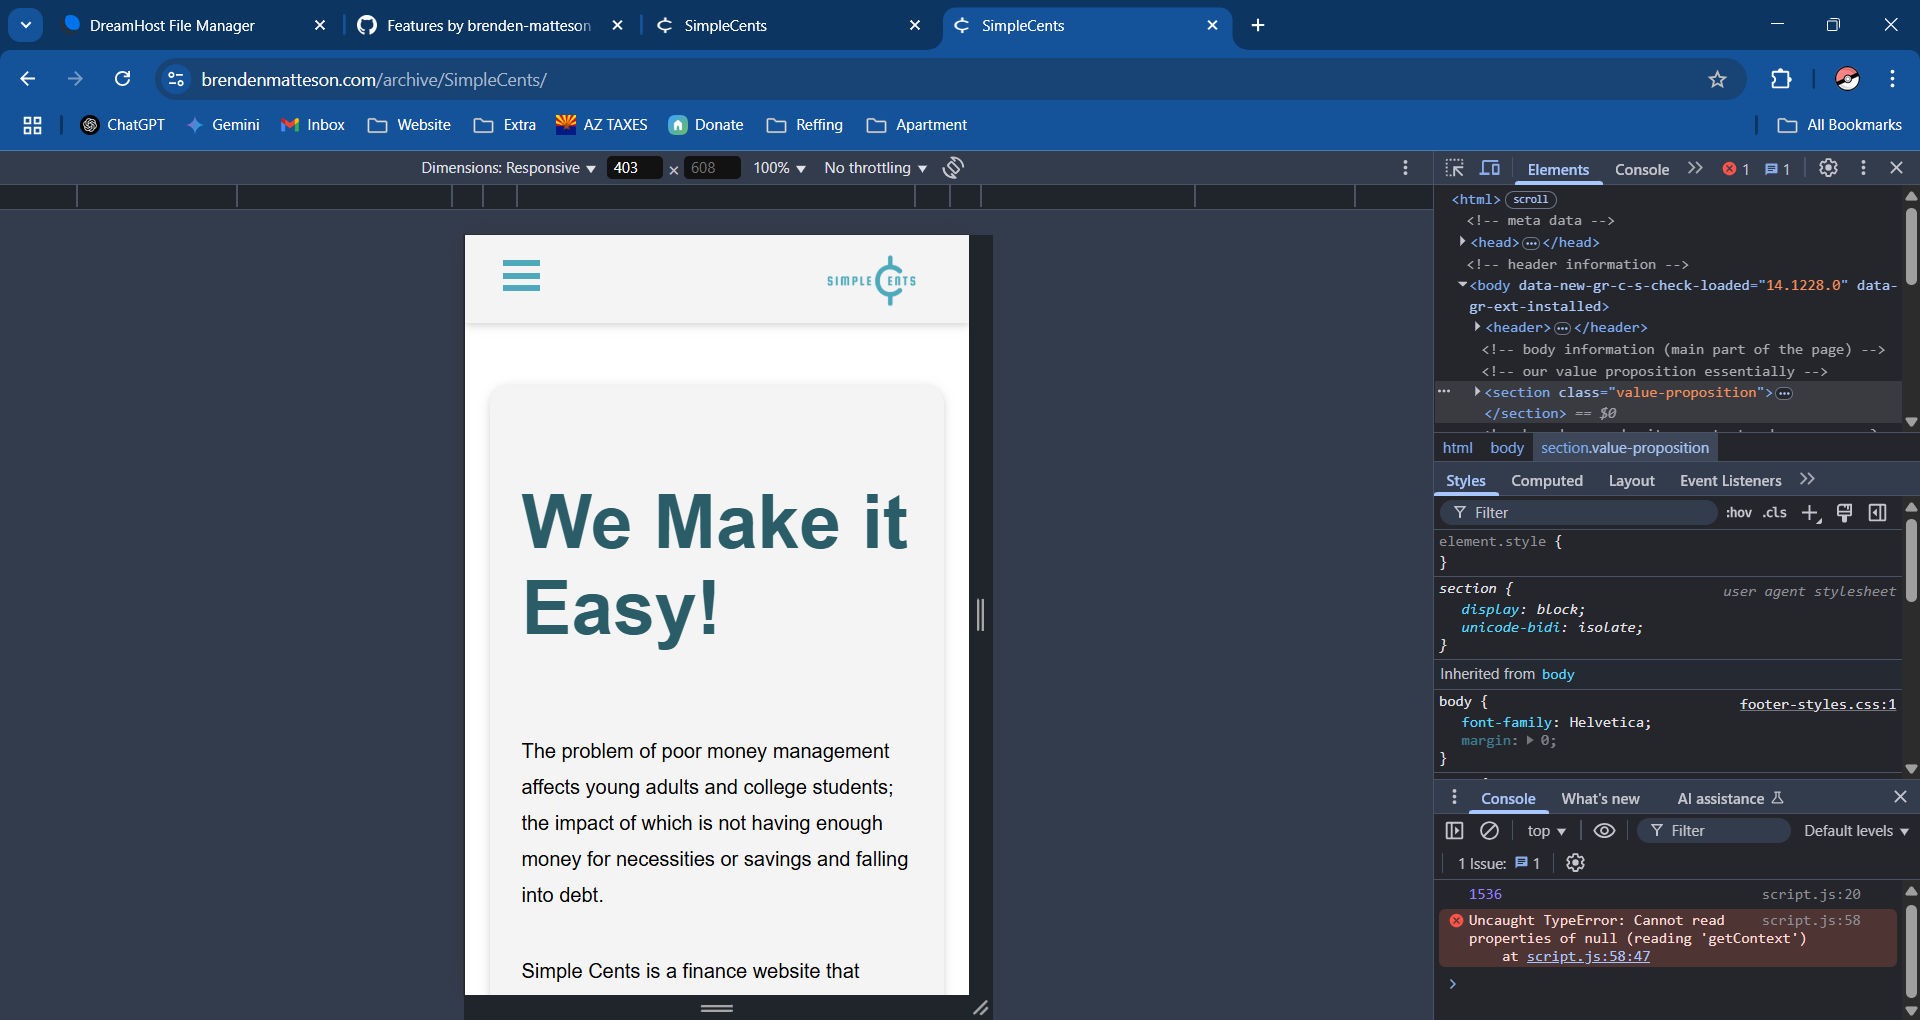 DreamHost File Manager
Features by brenden-matteson
SimpleCents
SimpleCents
brendenmatteson.com/archive/SimpleCents/
ChatGPT
Gemini
Inbox
Website
Extra
AZ TAXES
Donate
Reffing
Apartment
All Bookmarks
Dimensions: Responsive
403
×
608
100%
No throttling
Elements
Console
1
1
SIMPLE CENTS
We Make it
Easy!
The problem of poor money management
affects young adults and college students;
the impact of which is not having enough
money for necessities or savings and falling
into debt.
Simple Cents is a finance website that
<html> scroll
<!-- meta data -->
<head> ••• </head>
<!-- header information -->
<body data-new-gr-c-s-check-loaded="14.1228.0" data-
gr-ext-installed>
<header> ••• </header>
<!-- body information (main part of the page) -->
<!-- our value proposition essentially -->
<section class="value-proposition"> •••
</section> == $0
html body section.value-proposition
Styles
Computed
Layout
Event Listeners
Filter
:hov .cls
element.style {
}
section {
user agent stylesheet
display: block;
unicode-bidi: isolate;
}
Inherited from body
body {
footer-styles.css:1
font-family: Helvetica;
margin: 0;
}
Console
What's new
AI assistance
top
Filter
Default levels
1 Issue: 1
1536
script.js:20
Uncaught TypeError: Cannot read
script.js:58
properties of null (reading 'getContext')
at script.js:58:47